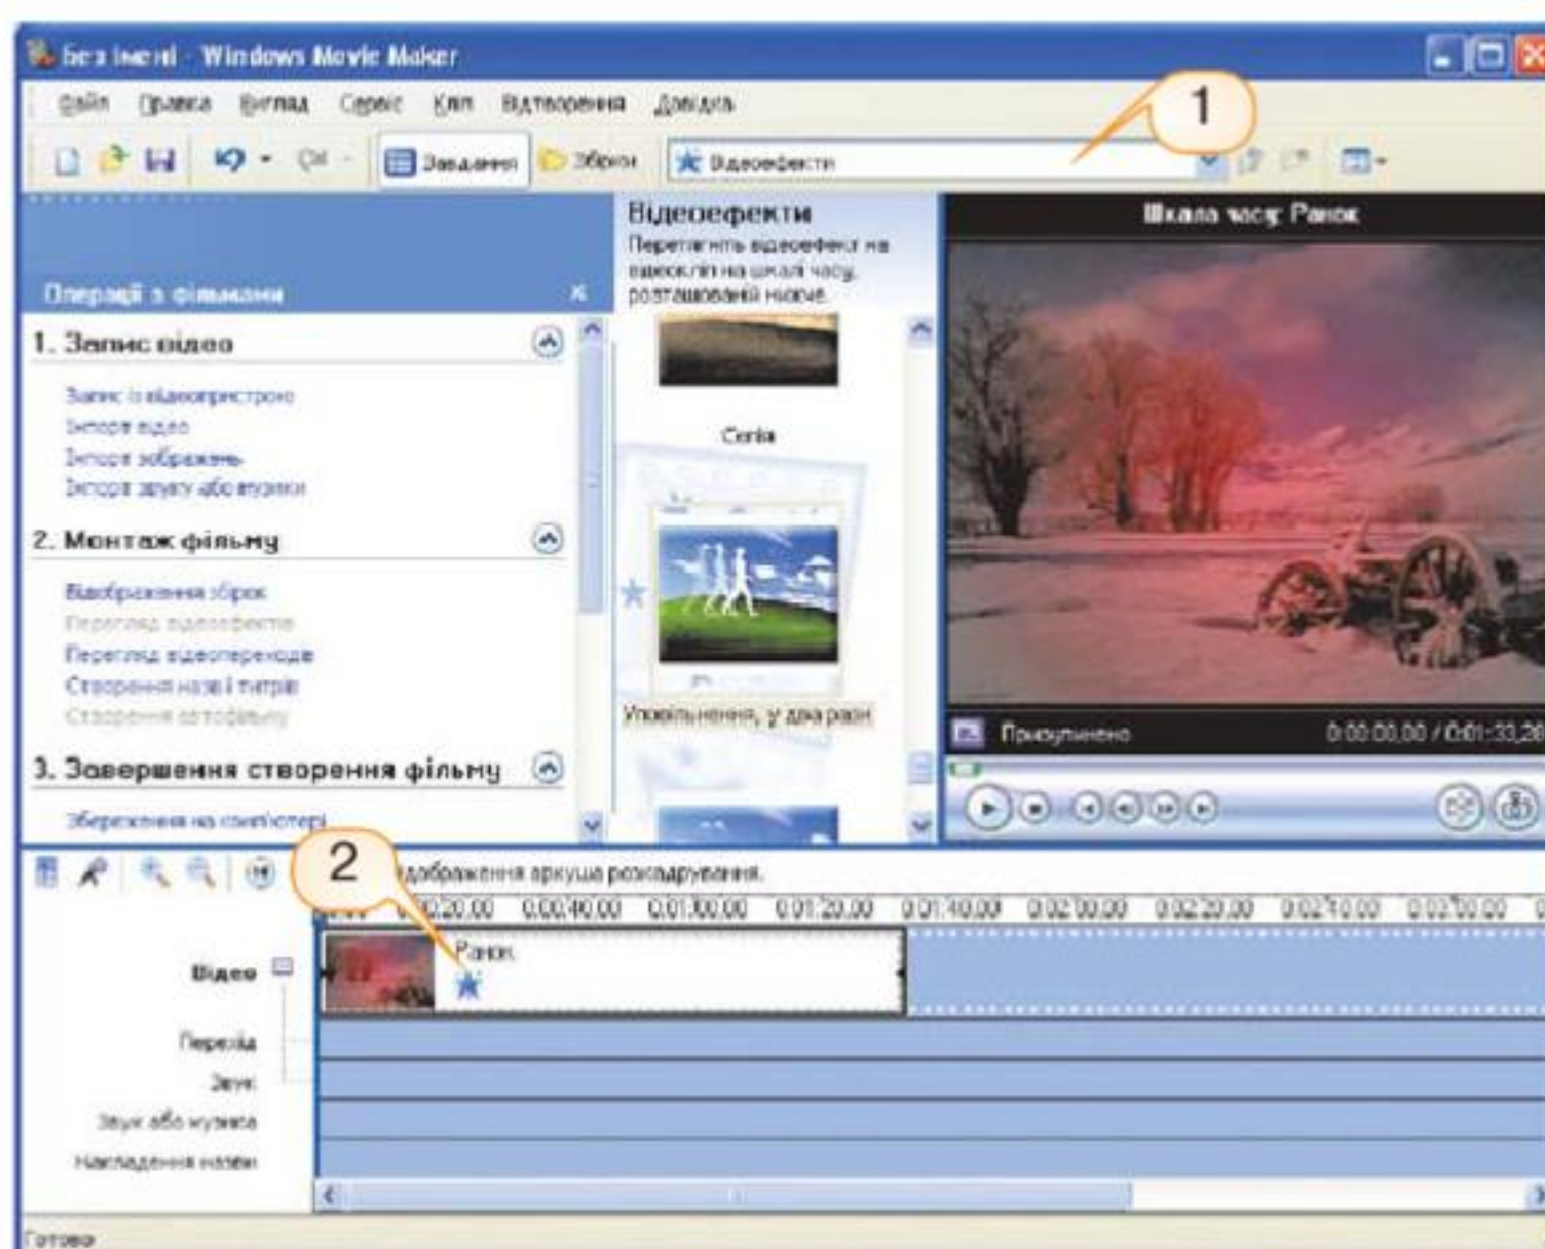 Без імені - Windows Movie Maker
1
Файл Правка Вигляд Сервіс Кліп Відтворення Довідка
Завдання Збірки Відеоефекти
Операції з фільмами
1. Запис відео
Запис із відеопристрою
Імпорт відео
Імпорт зображень
Імпорт звуку або музики
2. Монтаж фільму
Відображення збірок
Перегляд відеоефектів
Перегляд відеопереходів
Створення назв і титрів
Створення автофільму
3. Завершення створення фільму
Збереження на комп'ютері
Відеоефекти
Перетягніть відеоефект на
відеокліп на шкалі часу,
розташованій нижче.
Сепія
Уповільнення, у два рази
Шкала часу: Ранок
Призупинено 0:00:00,00 / 0:01:33,28
2
дображення аркуша розкадрування.
0:00:20,00 0:00:40,00 0:01:00,00 0:01:20,00 0:01:40,00 0:02:00,00 0:02:20,00 0:02:40,00 0:03:00,00
Відео
Ранок
Перехід
Звук
Звук або музика
Накладення назви
Готово